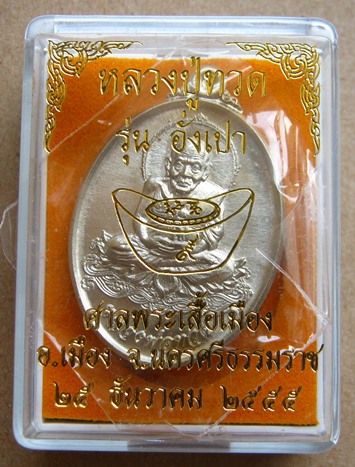 หลวงปู่ทวด
รุ่น อั่งเปา
ศาลพระเสื้อเมือง
อ.เมือง จ.นครศรีธรรมราช
๒๕ ธันวาคม ๒๕๕๕